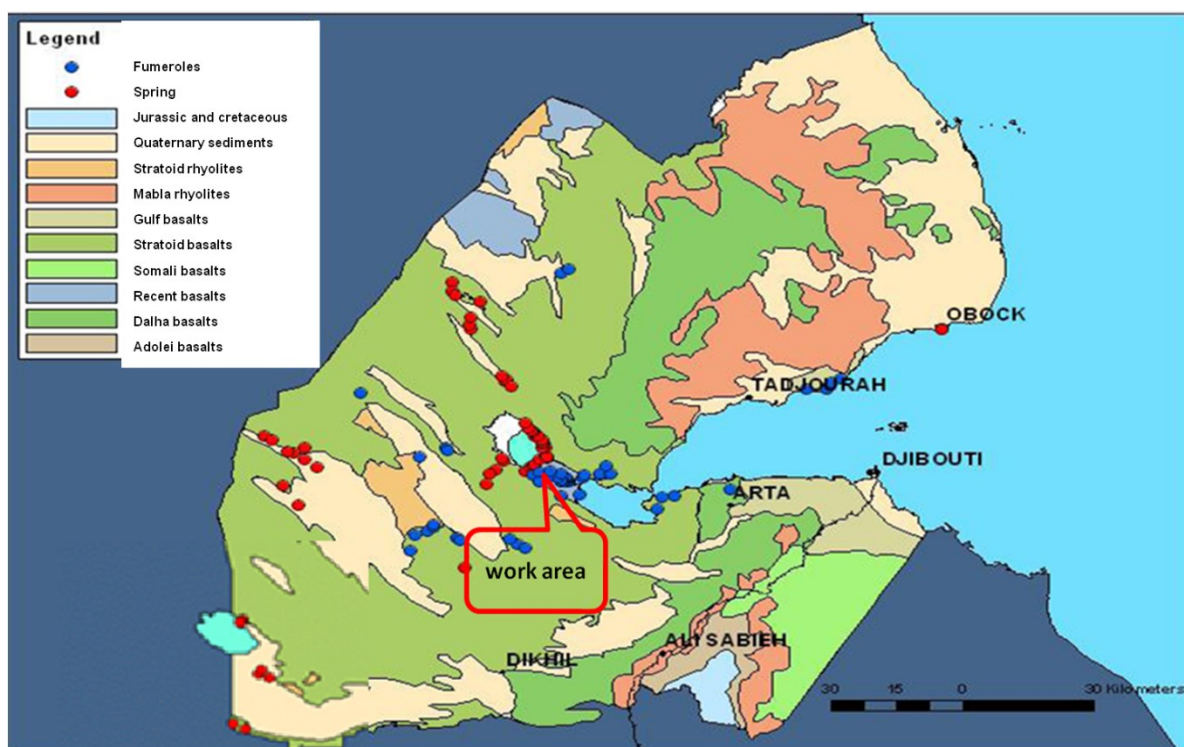 Legend
Fumeroles
Spring
Jurassic and cretaceous
Quaternary sediments
Stratoid rhyolites
Mabla rhyolites
Gulf basalts
Stratoid basalts
Somali basalts
Recent basalts
Dalha basalts
Adolei basalts
OBOCK
TADJOURAH
DJIBOUTI
ARTA
work area
ALI SABIEH
DIKHIL
30 15 0 30 Kilometers